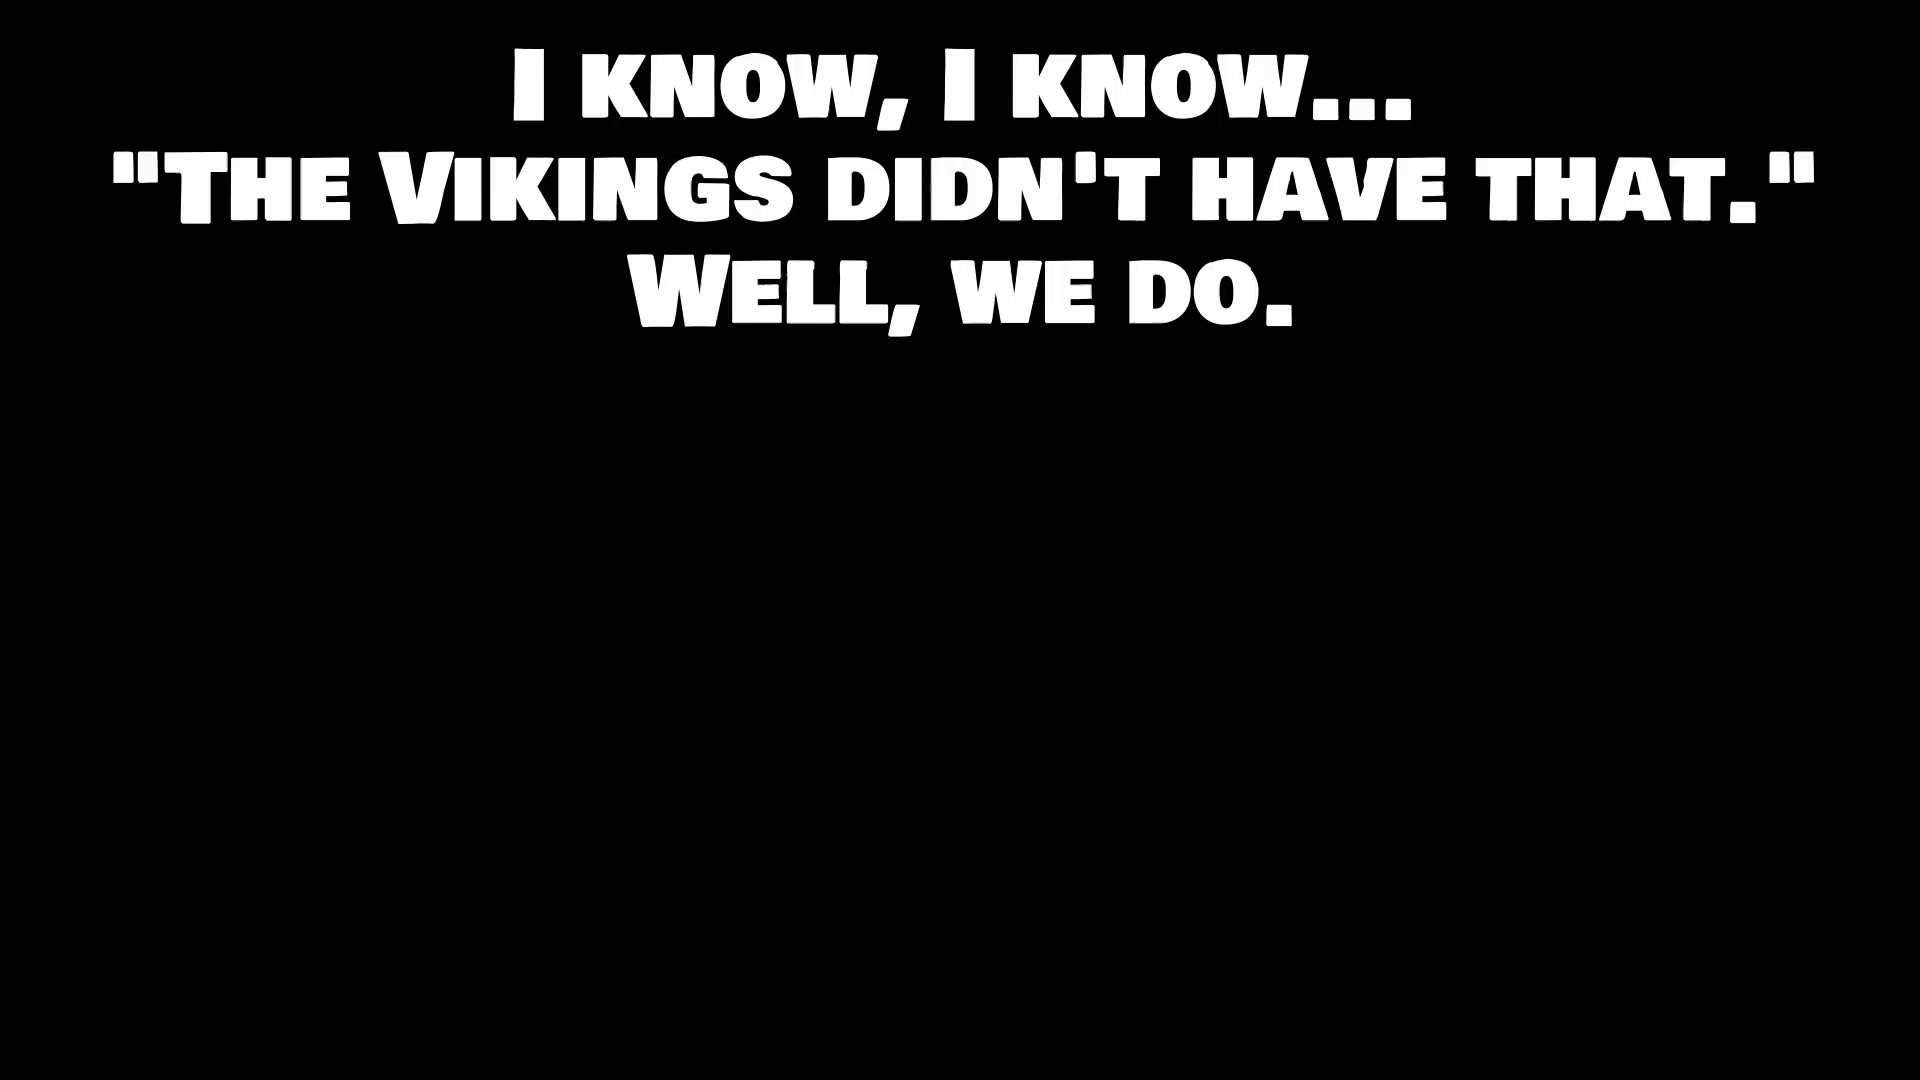 I know, I know...
"The Vikings didn't have that."
Well, we do.